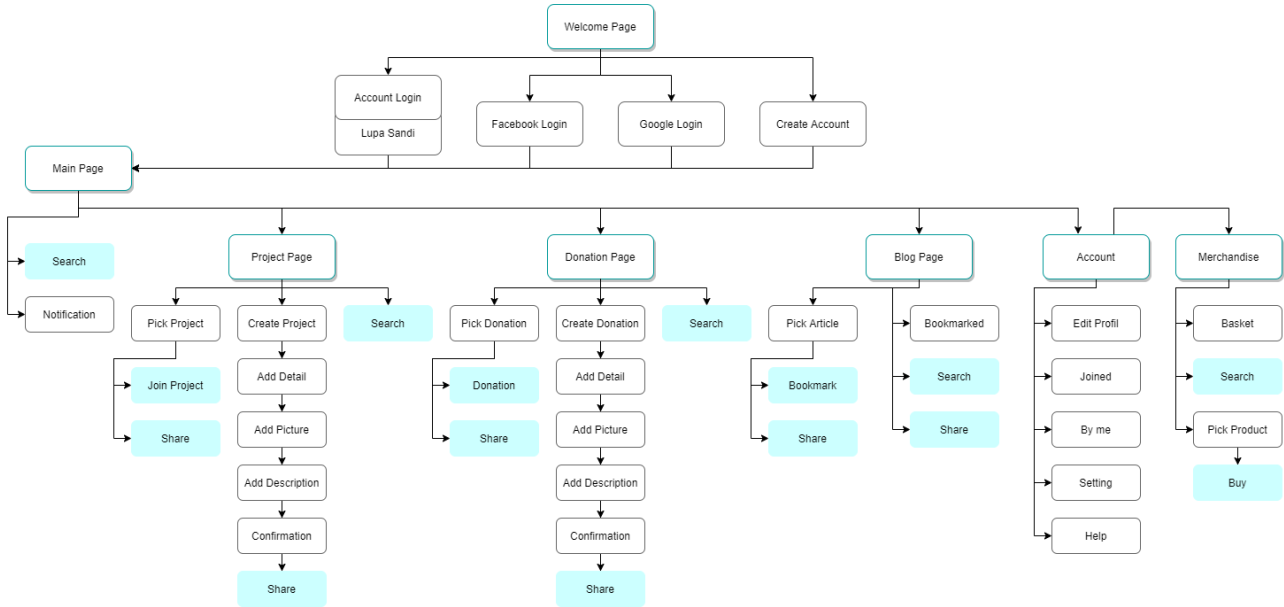 Welcome Page
Account Login
Lupa Sandi
Facebook Login
Google Login
Create Account
Main Page
Search
Notification
Project Page
Pick Project
Join Project
Share
Create Project
Add Detail
Add Picture
Add Description
Confirmation
Share
Search
Donation Page
Pick Donation
Donation
Share
Create Donation
Add Detail
Add Picture
Add Description
Confirmation
Share
Search
Blog Page
Pick Article
Bookmark
Share
Bookmarked
Search
Share
Account
Edit Profil
Joined
By me
Setting
Help
Merchandise
Basket
Search
Pick Product
Buy